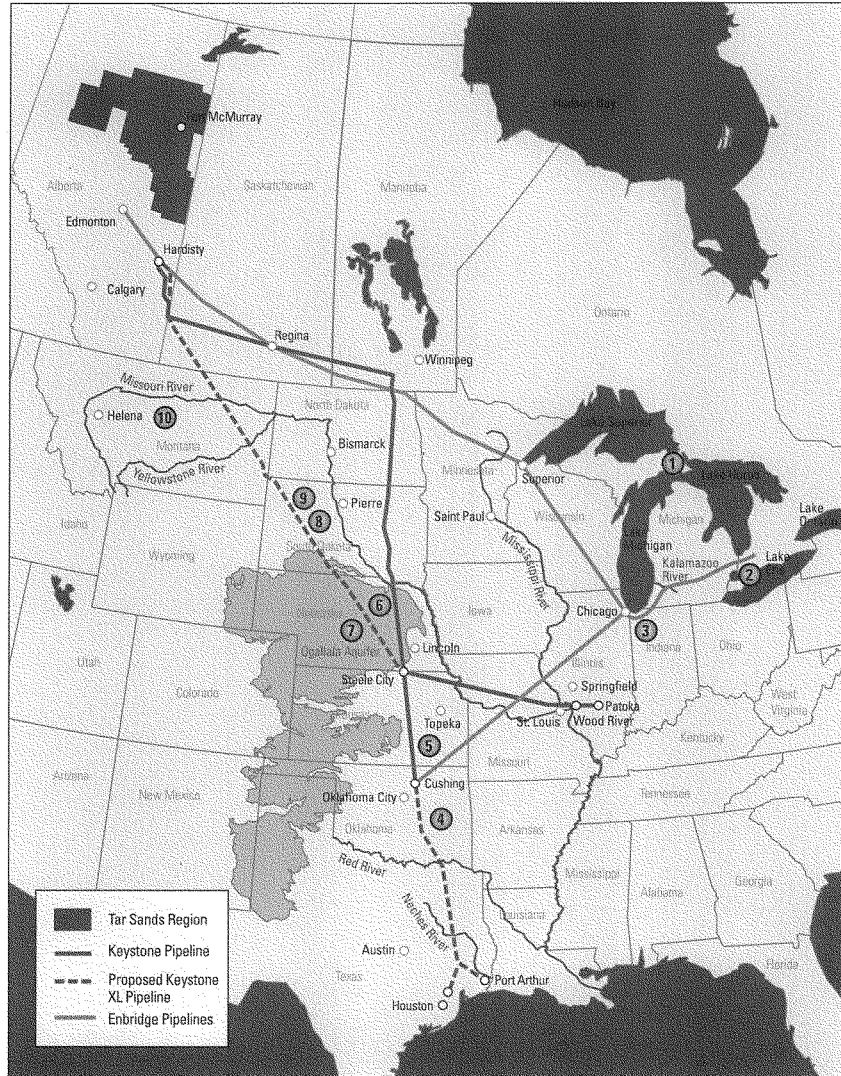 Hudson Bay
Fort McMurray
Alberta
Saskatchewan
Manitoba
Edmonton
Hardisty
Calgary
Ontario
Regina
Winnipeg
Missouri River
North Dakota
Lake Superior
Helena
10
Montana
Bismarck
Minnesota
Superior
1
Lake Huron
Yellowstone River
9
Pierre
Saint Paul
Wisconsin
Michigan
Lake
Idaho
8
South Dakota
Lake
Michigan
Kalamazoo
River
2
Lake
Wyoming
Mississippi River
6
Iowa
Chicago
3
7
Lincoln
Indiana
Ohio
Utah
Ogallala Aquifer
Illinois
Colorado
Steele City
Springfield
West
Virginia
Topeka
Patoka
St. Louis
Wood River
Kentucky
5
Missouri
Arizona
New Mexico
Cushing
Tennessee
Oklahoma City
4
Oklahoma
Arkansas
Red River
Mississippi
Alabama
Georgia
Neches River
Louisiana
Austin
Texas
Port Arthur
Florida
Houston
Tar Sands Region
Keystone Pipeline
Proposed Keystone
XL Pipeline
Enbridge Pipelines